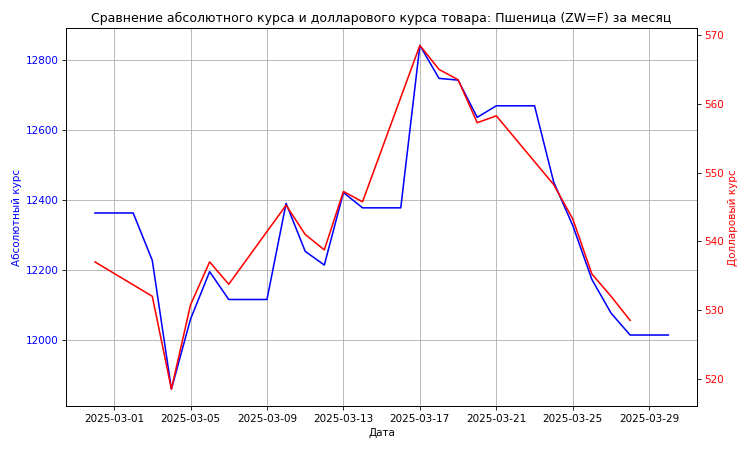 Сравнение абсолютного курса и долларового курса товара: Пшеница (ZW=F) за месяц
Абсолютный курс
12800
12600
12400
12200
12000
570
560
550
540
530
520
Долларовый курс
2025-03-01 2025-03-05 2025-03-09 2025-03-13 2025-03-17 2025-03-21 2025-03-25 2025-03-29
Дата